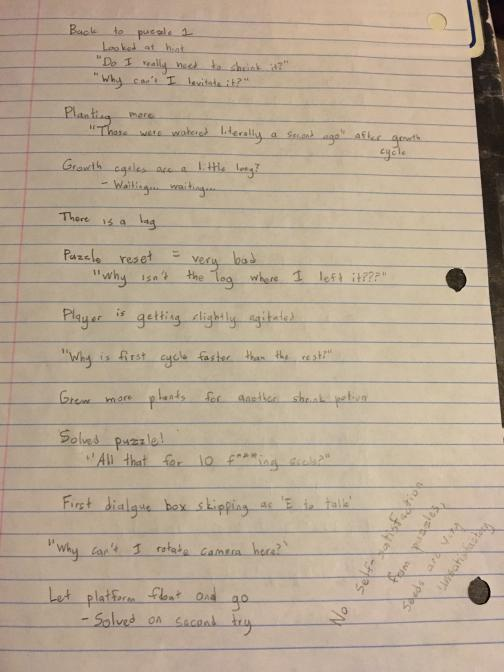 Back to puzzle 1
Looked at hint
"Do I really need to shrink it?"
"Why can't I levitate it?"
Planting more
"Those were watered literally a second ago" after growth
cycle
Growth cycles are a little long?
- Waiting... waiting...
There is a lag
Puzzle reset = very bad
"Why isn't the log where I left it???"
Player is getting slightly agitated
"Why is first cycle faster than the rest?"
Grew more plants for another shrink potion
Solved puzzle!
"All that for 10 f***ing seeds?"
First dialgue box skipping as 'E to talk'
"Why can't I rotate camera here?"
Let platform float and go
- Solved on second try
No self-satisfaction
from puzzles,
seeds are very
unsatisfactory